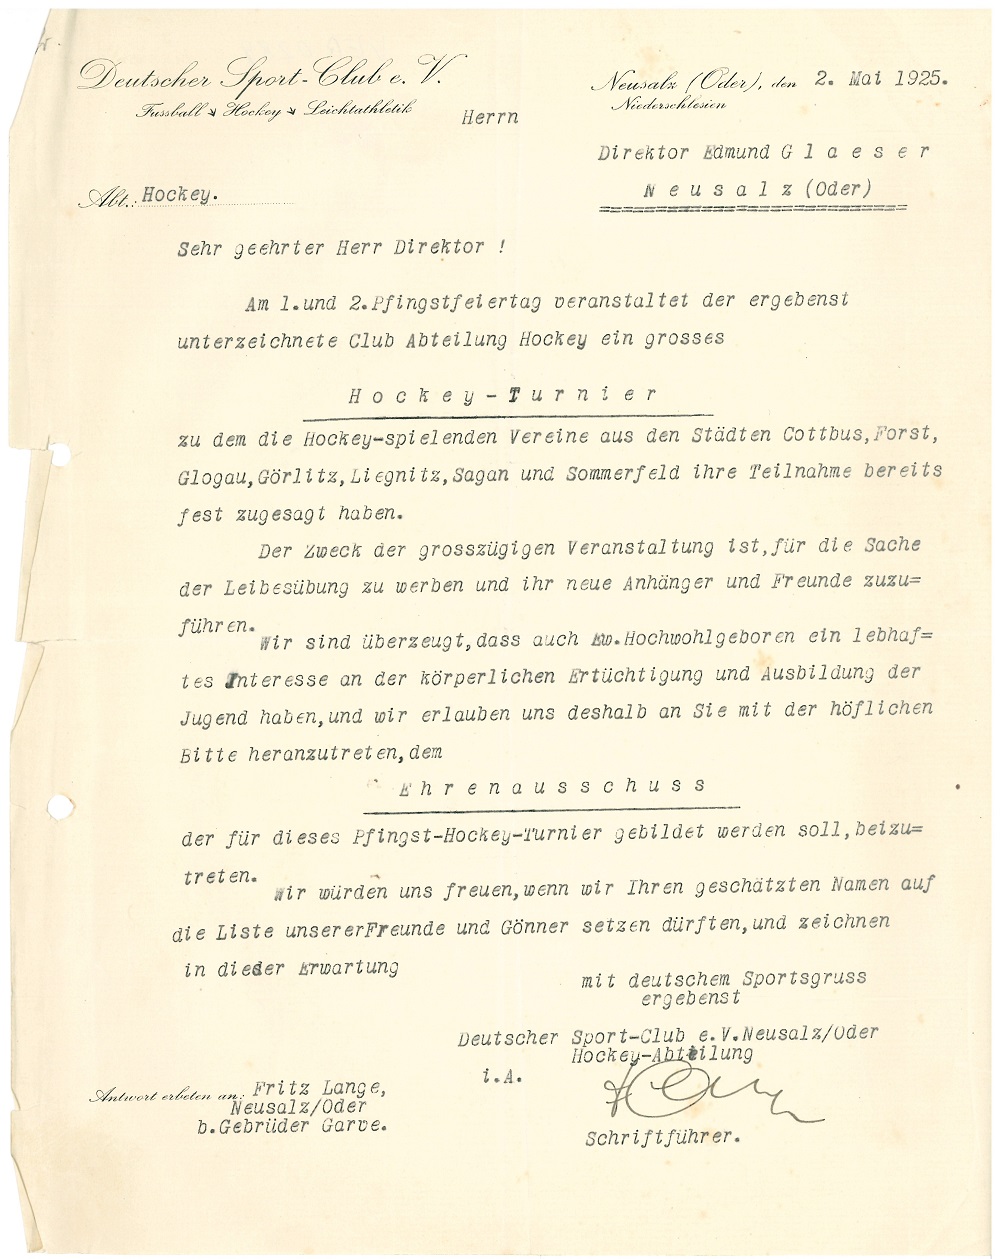 Deutscher Sport-Club e. V.
Fussball Hockey Leichtathletik
Neusalz (Oder), den 2. Mai 1925.
Niederschlesien
Herrn
Direktor Edmund G l a e s e r
N e u s a l z (Oder)
Abt.: Hockey.
Sehr geehrter Herr Direktor !
Am 1.und 2.Pfingstfeiertag veranstaltet der ergebenst
unterzeichnete Club Abteilung Hockey ein grosses
H o c k e y - T u r n i e r
zu dem die Hockey-spielenden Vereine aus den Städten Cottbus,Forst,
Glogau,Görlitz,Liegnitz,Sagan und Sommerfeld ihre Teilnahme bereits
fest zugesagt haben.
Der Zweck der grosszügigen Veranstaltung ist,für die Sache
der Leibesübung zu werben und ihr neue Anhänger und Freunde zuzu=
führen.
Wir sind überzeugt,dass auch Ew.Hochwohlgeboren ein lebhaf=
tes Interesse an der körperlichen Ertüchtigung und Ausbildung der
Jugend haben,und wir erlauben uns deshalb an Sie mit der höflichen
Bitte heranzutreten,dem
E h r e n a u s s c h u s s
der für dieses Pfingst-Hockey-Turnier gebildet werden soll,beizu=
treten.
Wir würden uns freuen,wenn wir Ihren geschätzten Namen auf
die Liste unsererFreunde und Gönner setzen dürften,und zeichnen
in dieder Erwartung
mit deutschem Sportsgruss
ergebenst
Deutscher Sport-Club e.V.Neusalz/Oder
Hockey-Abteilung
i.A.
Schriftführer.
Antwort erbeten an: Fritz Lange,
Neusalz/Oder
b.Gebrüder Garve.